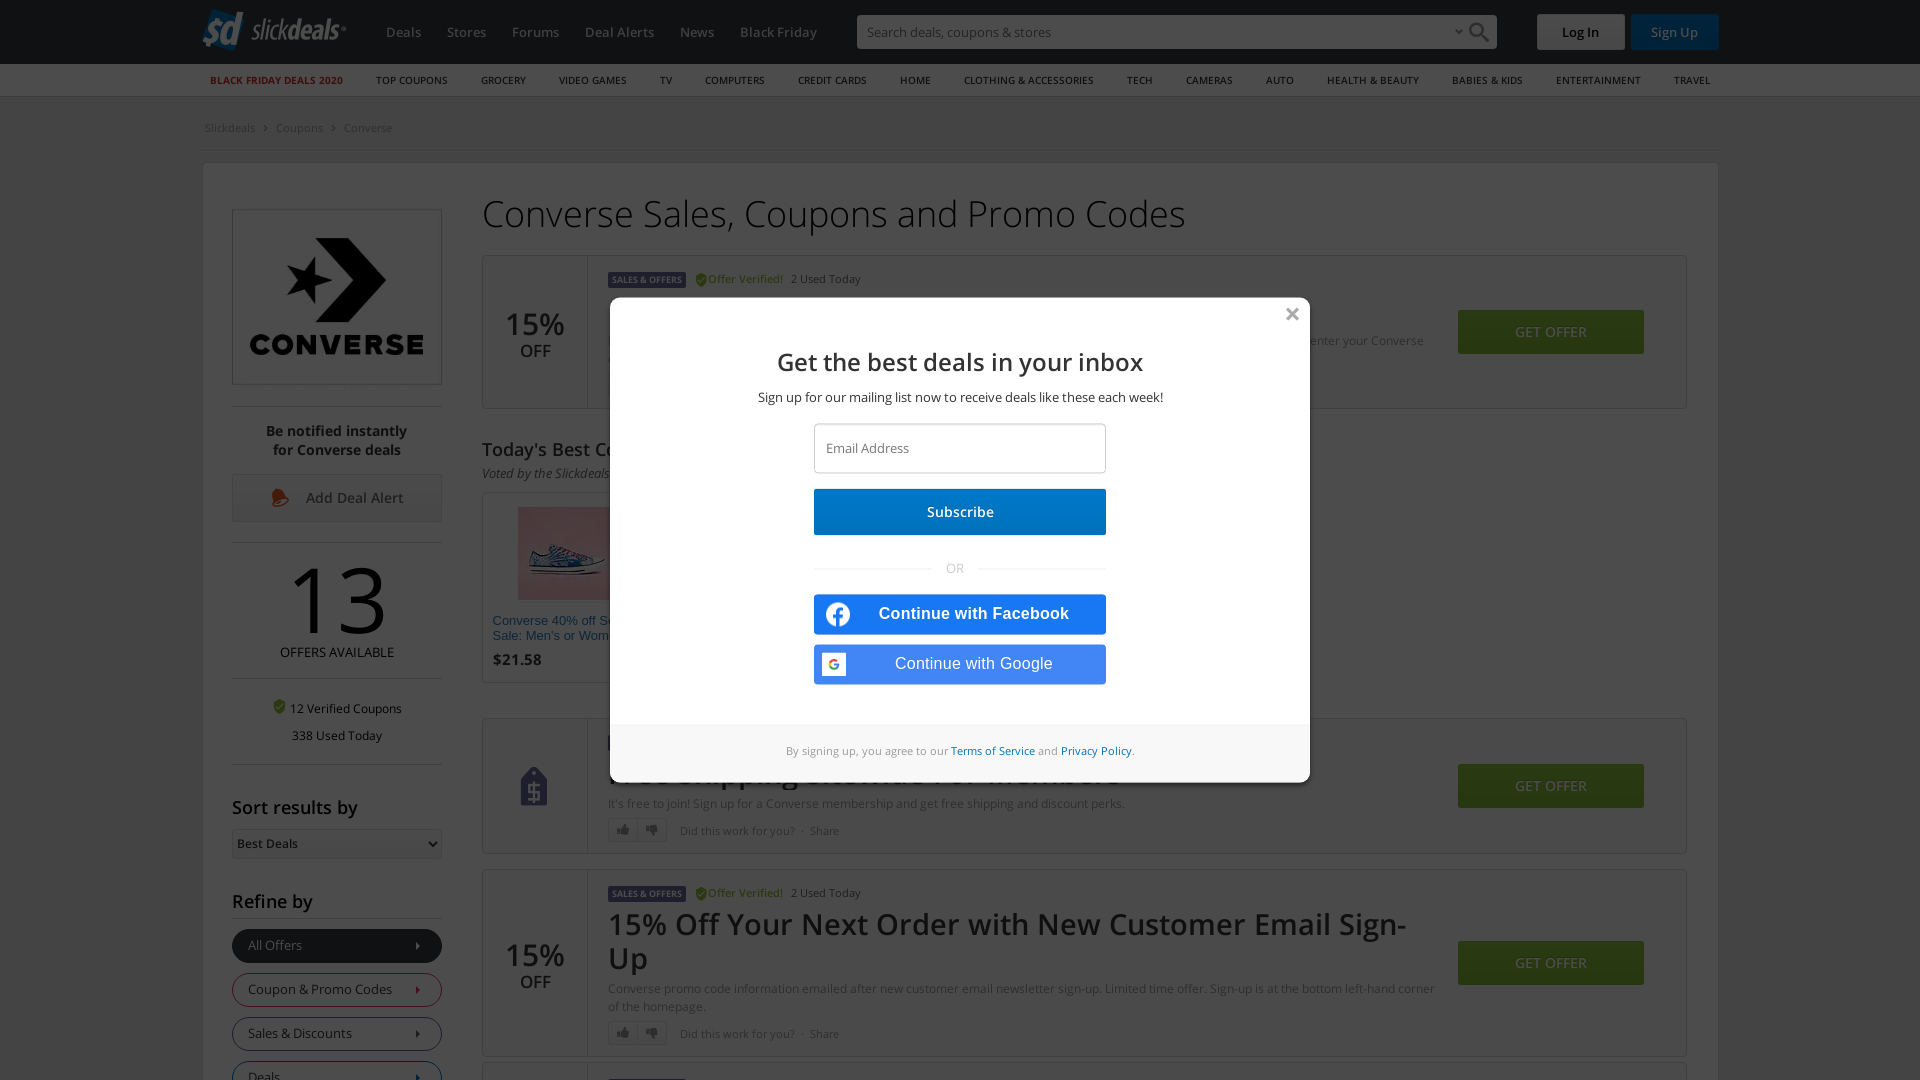 sd slickdeals
Deals
Stores
Forums
Deal Alerts
News
Black Friday
Search deals, coupons & stores
Log In
Sign Up
BLACK FRIDAY DEALS 2020
TOP COUPONS
GROCERY
VIDEO GAMES
TV
COMPUTERS
CREDIT CARDS
HOME
CLOTHING & ACCESSORIES
TECH
CAMERAS
AUTO
HEALTH & BEAUTY
BABIES & KIDS
ENTERTAINMENT
TRAVEL
Slickdeals
Coupons
Converse
CONVERSE
Be notified instantly
for Converse deals
Add Deal Alert
13
OFFERS AVAILABLE
12 Verified Coupons
338 Used Today
Sort results by
Best Deals
Refine by
All Offers
Coupon & Promo Codes
Sales & Discounts
Deals
Converse Sales, Coupons and Promo Codes
15%
OFF
SALES & OFFERS
Offer Verified!
2 Used Today
enter your Converse
GET OFFER
Today's Best
Voted by the Slickdeals
Converse 40% off
Sale: Men's or
$21.58
Get the best deals in your inbox
Sign up for our mailing list now to receive deals like these each week!
Email Address
Subscribe
OR
Continue with Facebook
Continue with Google
By signing up, you agree to our Terms of Service and Privacy Policy.
It's free to join! Sign up for a Converse membership and get free shipping and discount perks.
Did this work for you? · Share
GET OFFER
15%
OFF
SALES & OFFERS
Offer Verified!
2 Used Today
15% Off Your Next Order with New Customer Email Sign-
Up
Converse promo code information emailed after new customer email newsletter sign-up. Limited time offer. Sign-up is at the bottom left-hand corner
of the homepage.
Did this work for you? · Share
GET OFFER